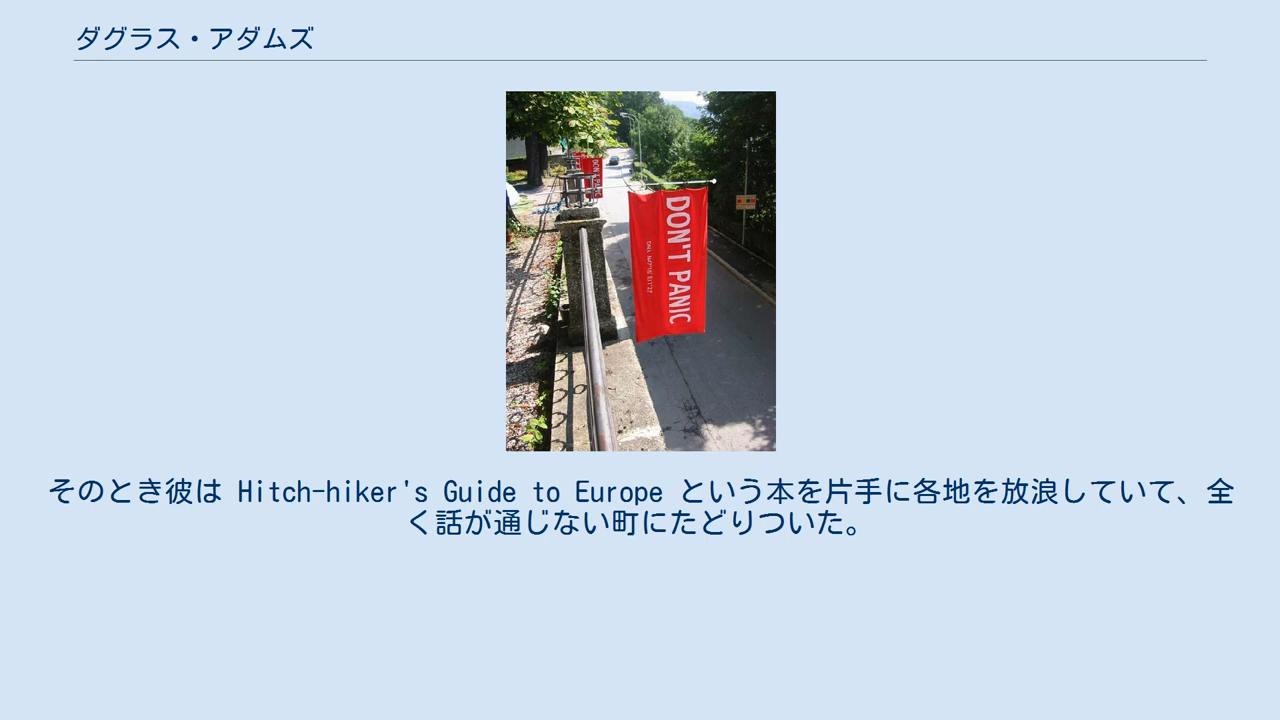 ダグラス・アダムズ
DON'T PANIC
DON'T PANIC
そのとき彼は Hitch-hiker's Guide to Europe という本を片手に各地を放浪していて、全
く話が通じない町にたどりついた。